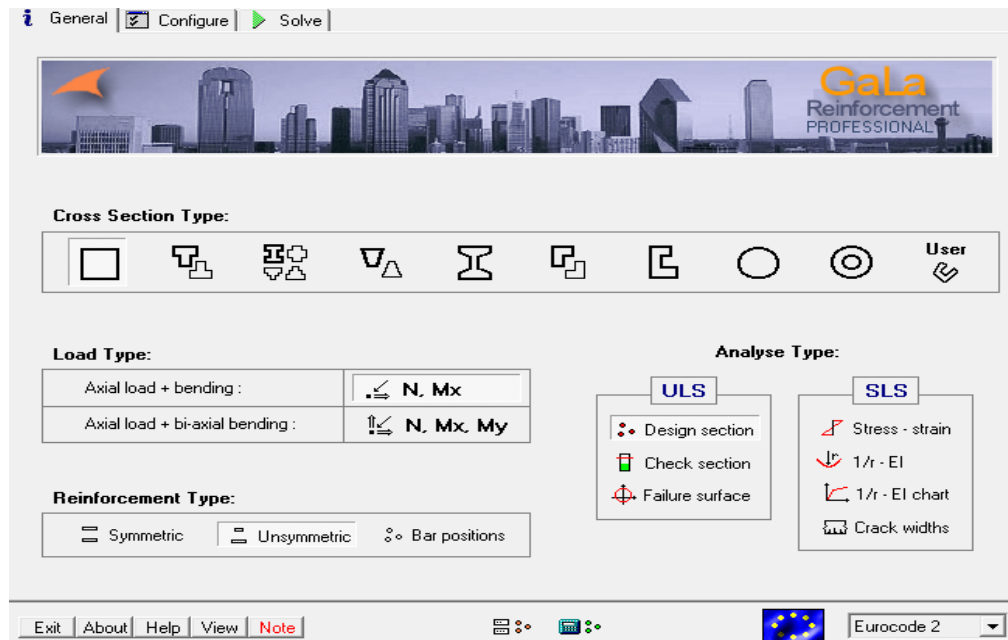 General Configure Solve
GaLa
Reinforcement
PROFESSIONAL
Cross Section Type:
User
Load Type:
Axial load + bending : N, Mx
Axial load + bi-axial bending : N, Mx, My
Reinforcement Type:
Symmetric Unsymmetric Bar positions
Analyse Type:
ULS
Design section
Check section
Failure surface
SLS
Stress - strain
1/r - EI
1/r - EI chart
Crack widths
Exit About Help View Note
Eurocode 2